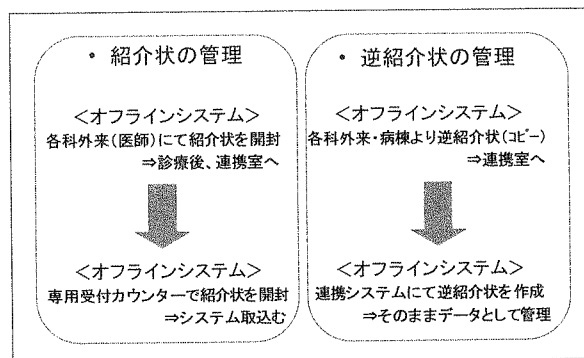 ・ 紹介状の管理
＜オフラインシステム＞
各科外来(医師)にて紹介状を開封
⇒診療後、連携室へ
＜オフラインシステム＞
専用受付カウンターで紹介状を開封
⇒システム取込む
・ 逆紹介状の管理
＜オフラインシステム＞
各科外来・病棟より逆紹介状(ｺﾋﾟｰ)
⇒連携室へ
＜オフラインシステム＞
連携システムにて逆紹介状を作成
⇒そのままデータとして管理